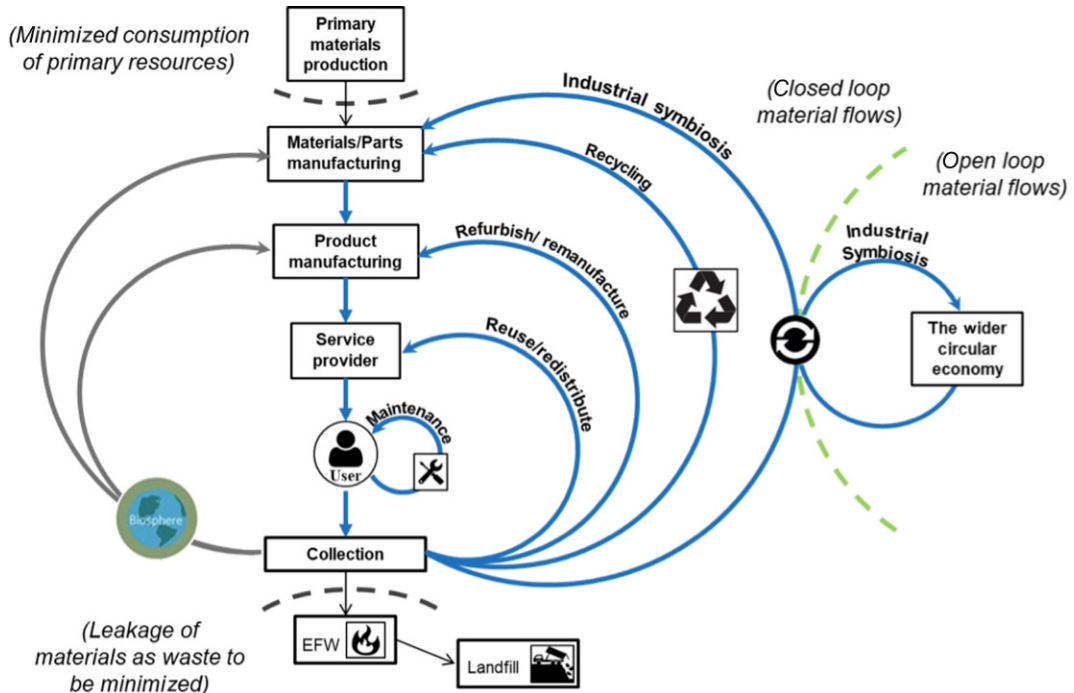 Primary
materials
production
(Minimized consumption
of primary resources)
Industrial symbiosis
(Closed loop
material flows)
Materials/Parts
manufacturing
Recycling
(Open loop
material flows)
Product
manufacturing
Refurbish/ remanufacture
Industrial
Symbiosis
Service
provider
Reuse/redistribute
The wider
circular
economy
Maintenance
User
Biosphere
Collection
(Leakage of
materials as waste to
be minimized)
EFW
Landfill